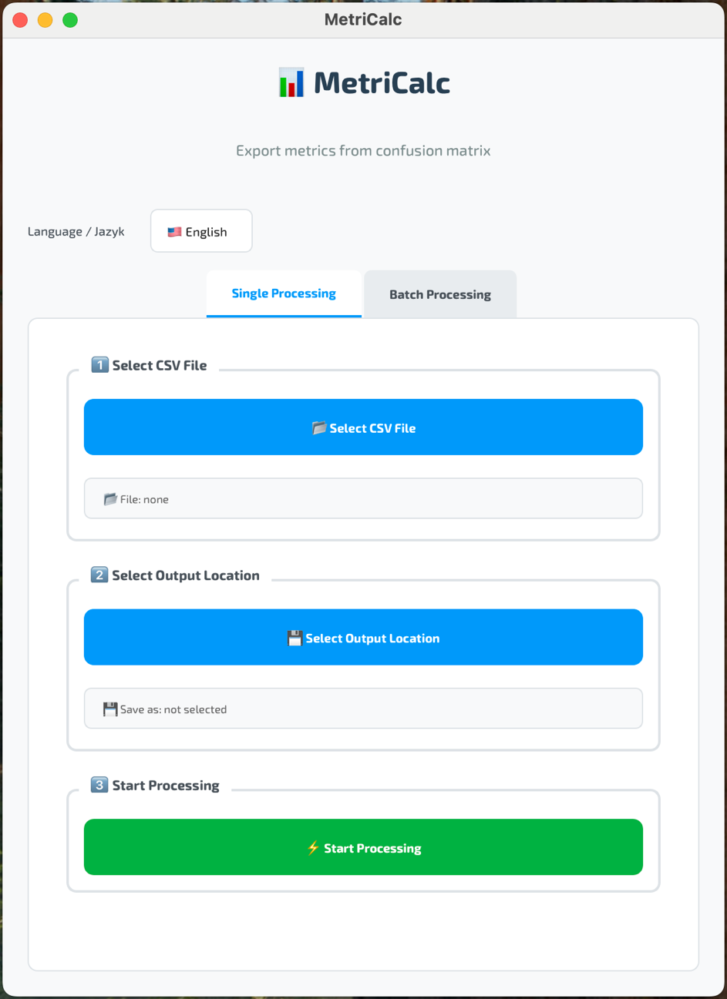 MetriCalc
📊 MetriCalc
Export metrics from confusion matrix
Language / Jazyk
🇺🇸 English
Single Processing
Batch Processing
1️⃣ Select CSV File
📂 Select CSV File
📂 File: none
2️⃣ Select Output Location
💾 Select Output Location
💾 Save as: not selected
3️⃣ Start Processing
⚡ Start Processing